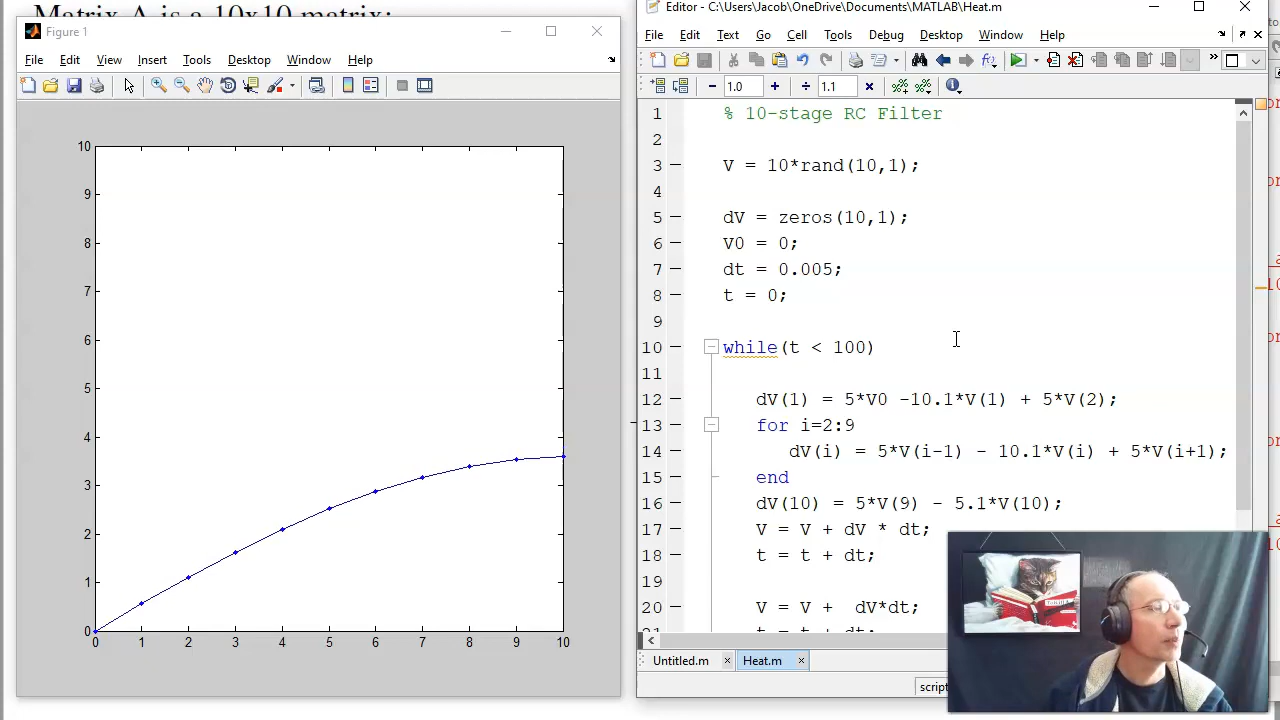 Matrix A is a 10x10 matrix:
Figure 1
File Edit View Insert Tools Desktop Window Help
10
9
8
7
6
5
4
3
2
1
0
0 1 2 3 4 5 6 7 8 9 10
Editor - C:\Users\Jacob\OneDrive\Documents\MATLAB\Heat.m
File Edit Text Go Cell Tools Debug Desktop Window Help
1.0
1.1
1 % 10-stage RC Filter
2
3 V = 10*rand(10,1);
4
5 dV = zeros(10,1);
6 V0 = 0;
7 dt = 0.005;
8 t = 0;
9
10 while(t < 100)
11
12 dV(1) = 5*V0 -10.1*V(1) + 5*V(2);
13 for i=2:9
14 dV(i) = 5*V(i-1) - 10.1*V(i) + 5*V(i+1);
15 end
16 dV(10) = 5*V(9) - 5.1*V(10);
17 V = V + dV * dt;
18 t = t + dt;
19
20 V = V + dV*dt;
21 t = t + dt;
Untitled.m
Heat.m
script